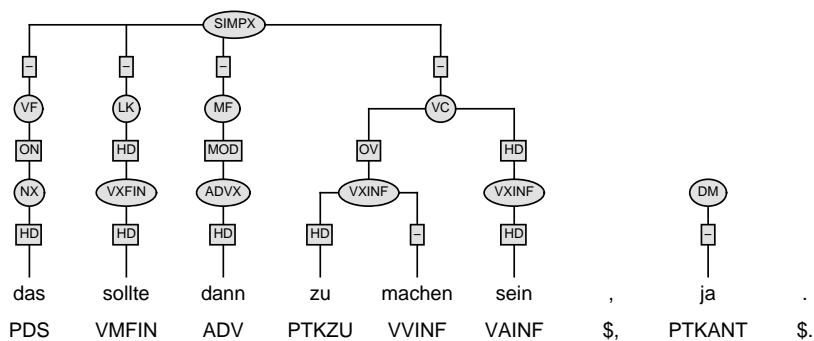 SIMPX
– – – –
VF LK MF VC
ON HD MOD OV HD
NX VXFIN ADVX VXINF VXINF DM
HD HD HD HD – HD –
das sollte dann zu machen sein , ja .
PDS VMFIN ADV PTKZU VVINF VAINF $, PTKANT $.